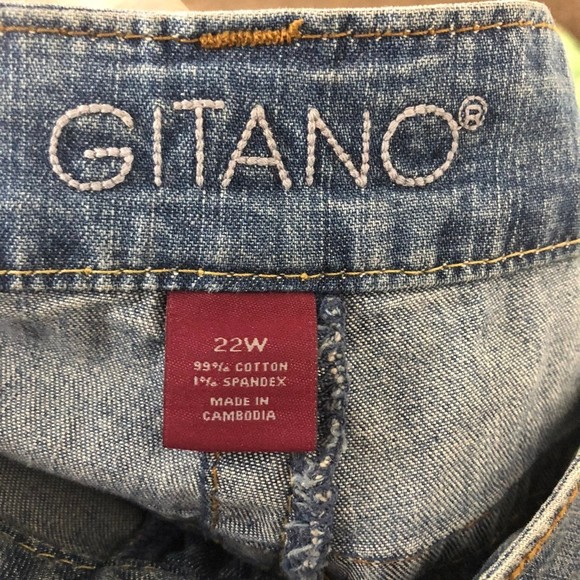 GITANO®
22W
99% COTTON
1% SPANDEX
MADE IN
CAMBODIA